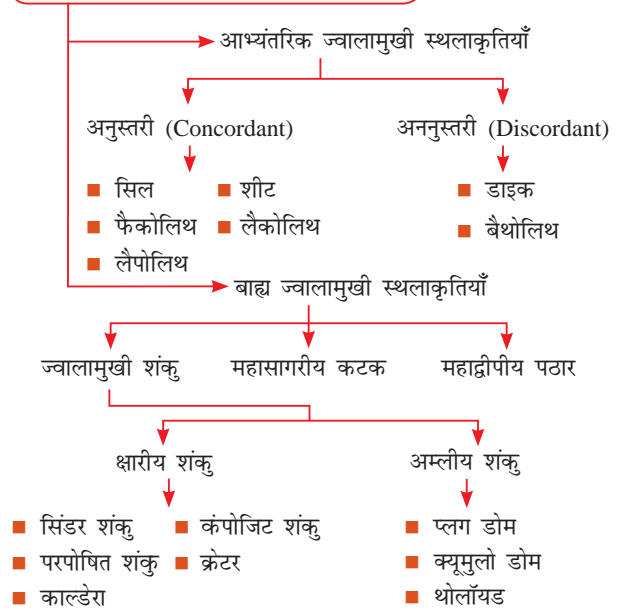 आभ्यंतरिक ज्वालामुखी स्थलाकृतियाँ
अनुस्तरी (Concordant) अननुस्तरी (Discordant)
■ सिल ■ शीट ■ डाइक
■ फैकोलिथ ■ लैकोलिथ ■ बैथोलिथ
■ लैपोलिथ
बाह्य ज्वालामुखी स्थलाकृतियाँ
ज्वालामुखी शंकु महासागरीय कटक महाद्वीपीय पठार
क्षारीय शंकु अम्लीय शंकु
■ सिंडर शंकु ■ कंपोजिट शंकु ■ प्लग डोम
■ परपोषित शंकु ■ क्रेटर ■ क्यूमुलो डोम
■ काल्डेरा ■ थोलॉयड